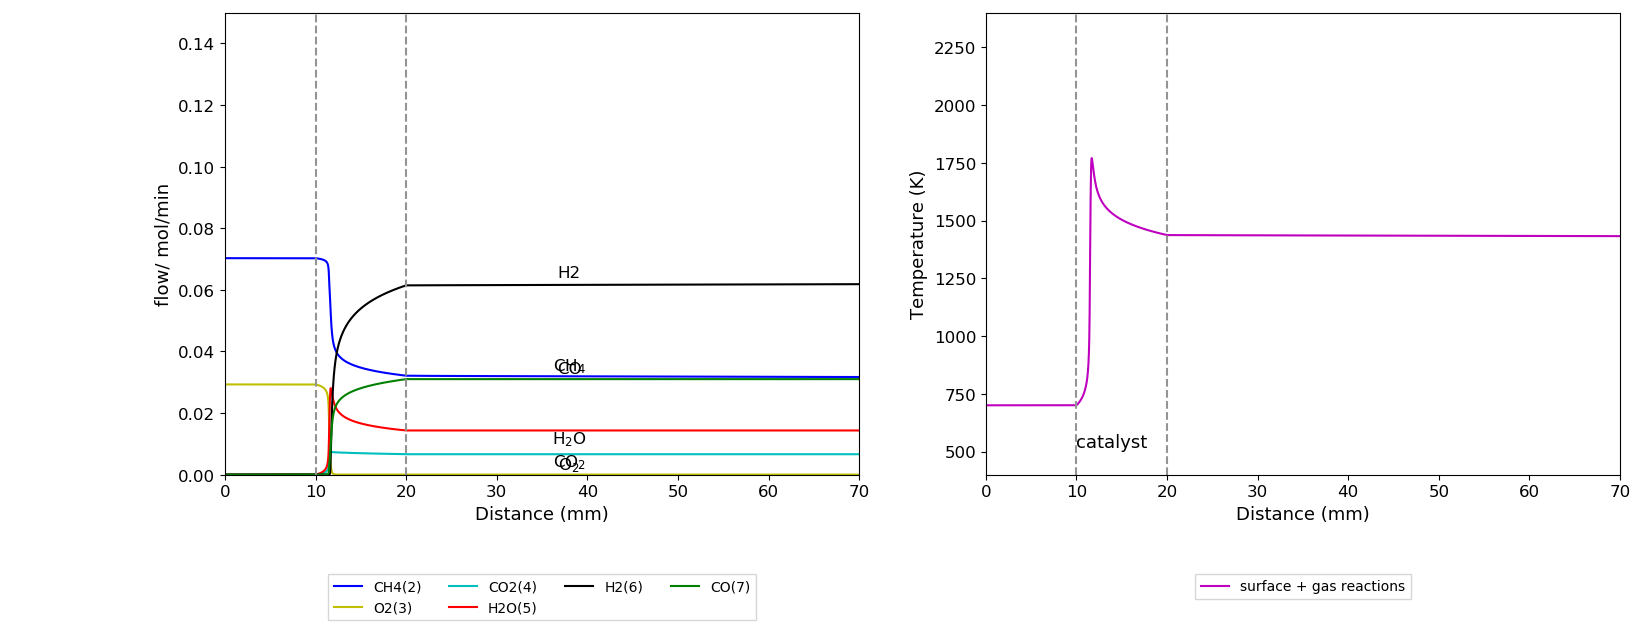 0.14
0.12
0.10
0.08
0.06
0.04
0.02
0.00
flow/ mol/min
H2
CH₄
CO
H₂O
CO₂
O₂
0 10 20 30 40 50 60 70
Distance (mm)
CH4(2) CO2(4) H2(6) CO(7)
O2(3) H2O(5)
2250
2000
1750
1500
1250
1000
750
500
Temperature (K)
catalyst
0 10 20 30 40 50 60 70
Distance (mm)
surface + gas reactions